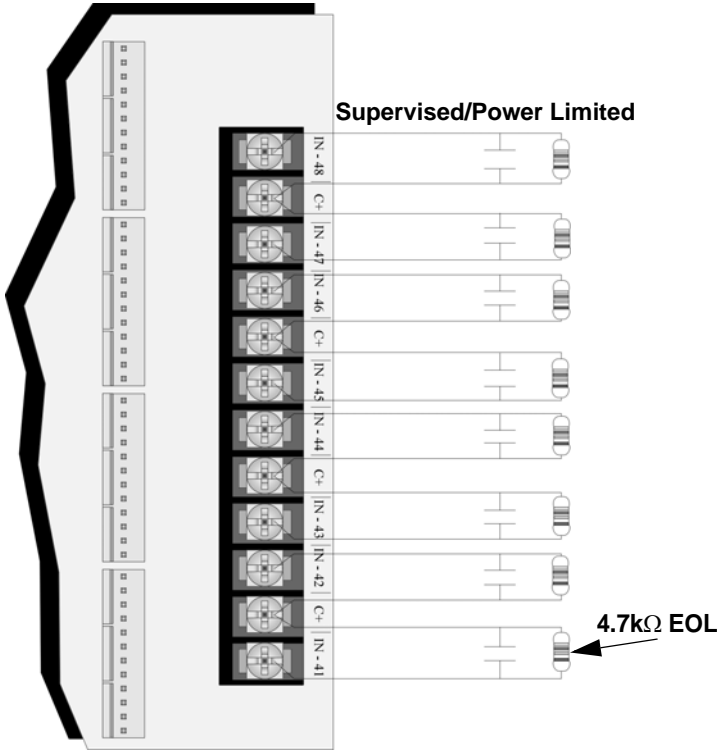 Supervised/Power Limited
IN - 48
C+
IN - 47
IN - 46
C+
IN - 45
IN - 44
C+
IN - 43
IN - 42
C+
IN - 41
4.7kΩ EOL